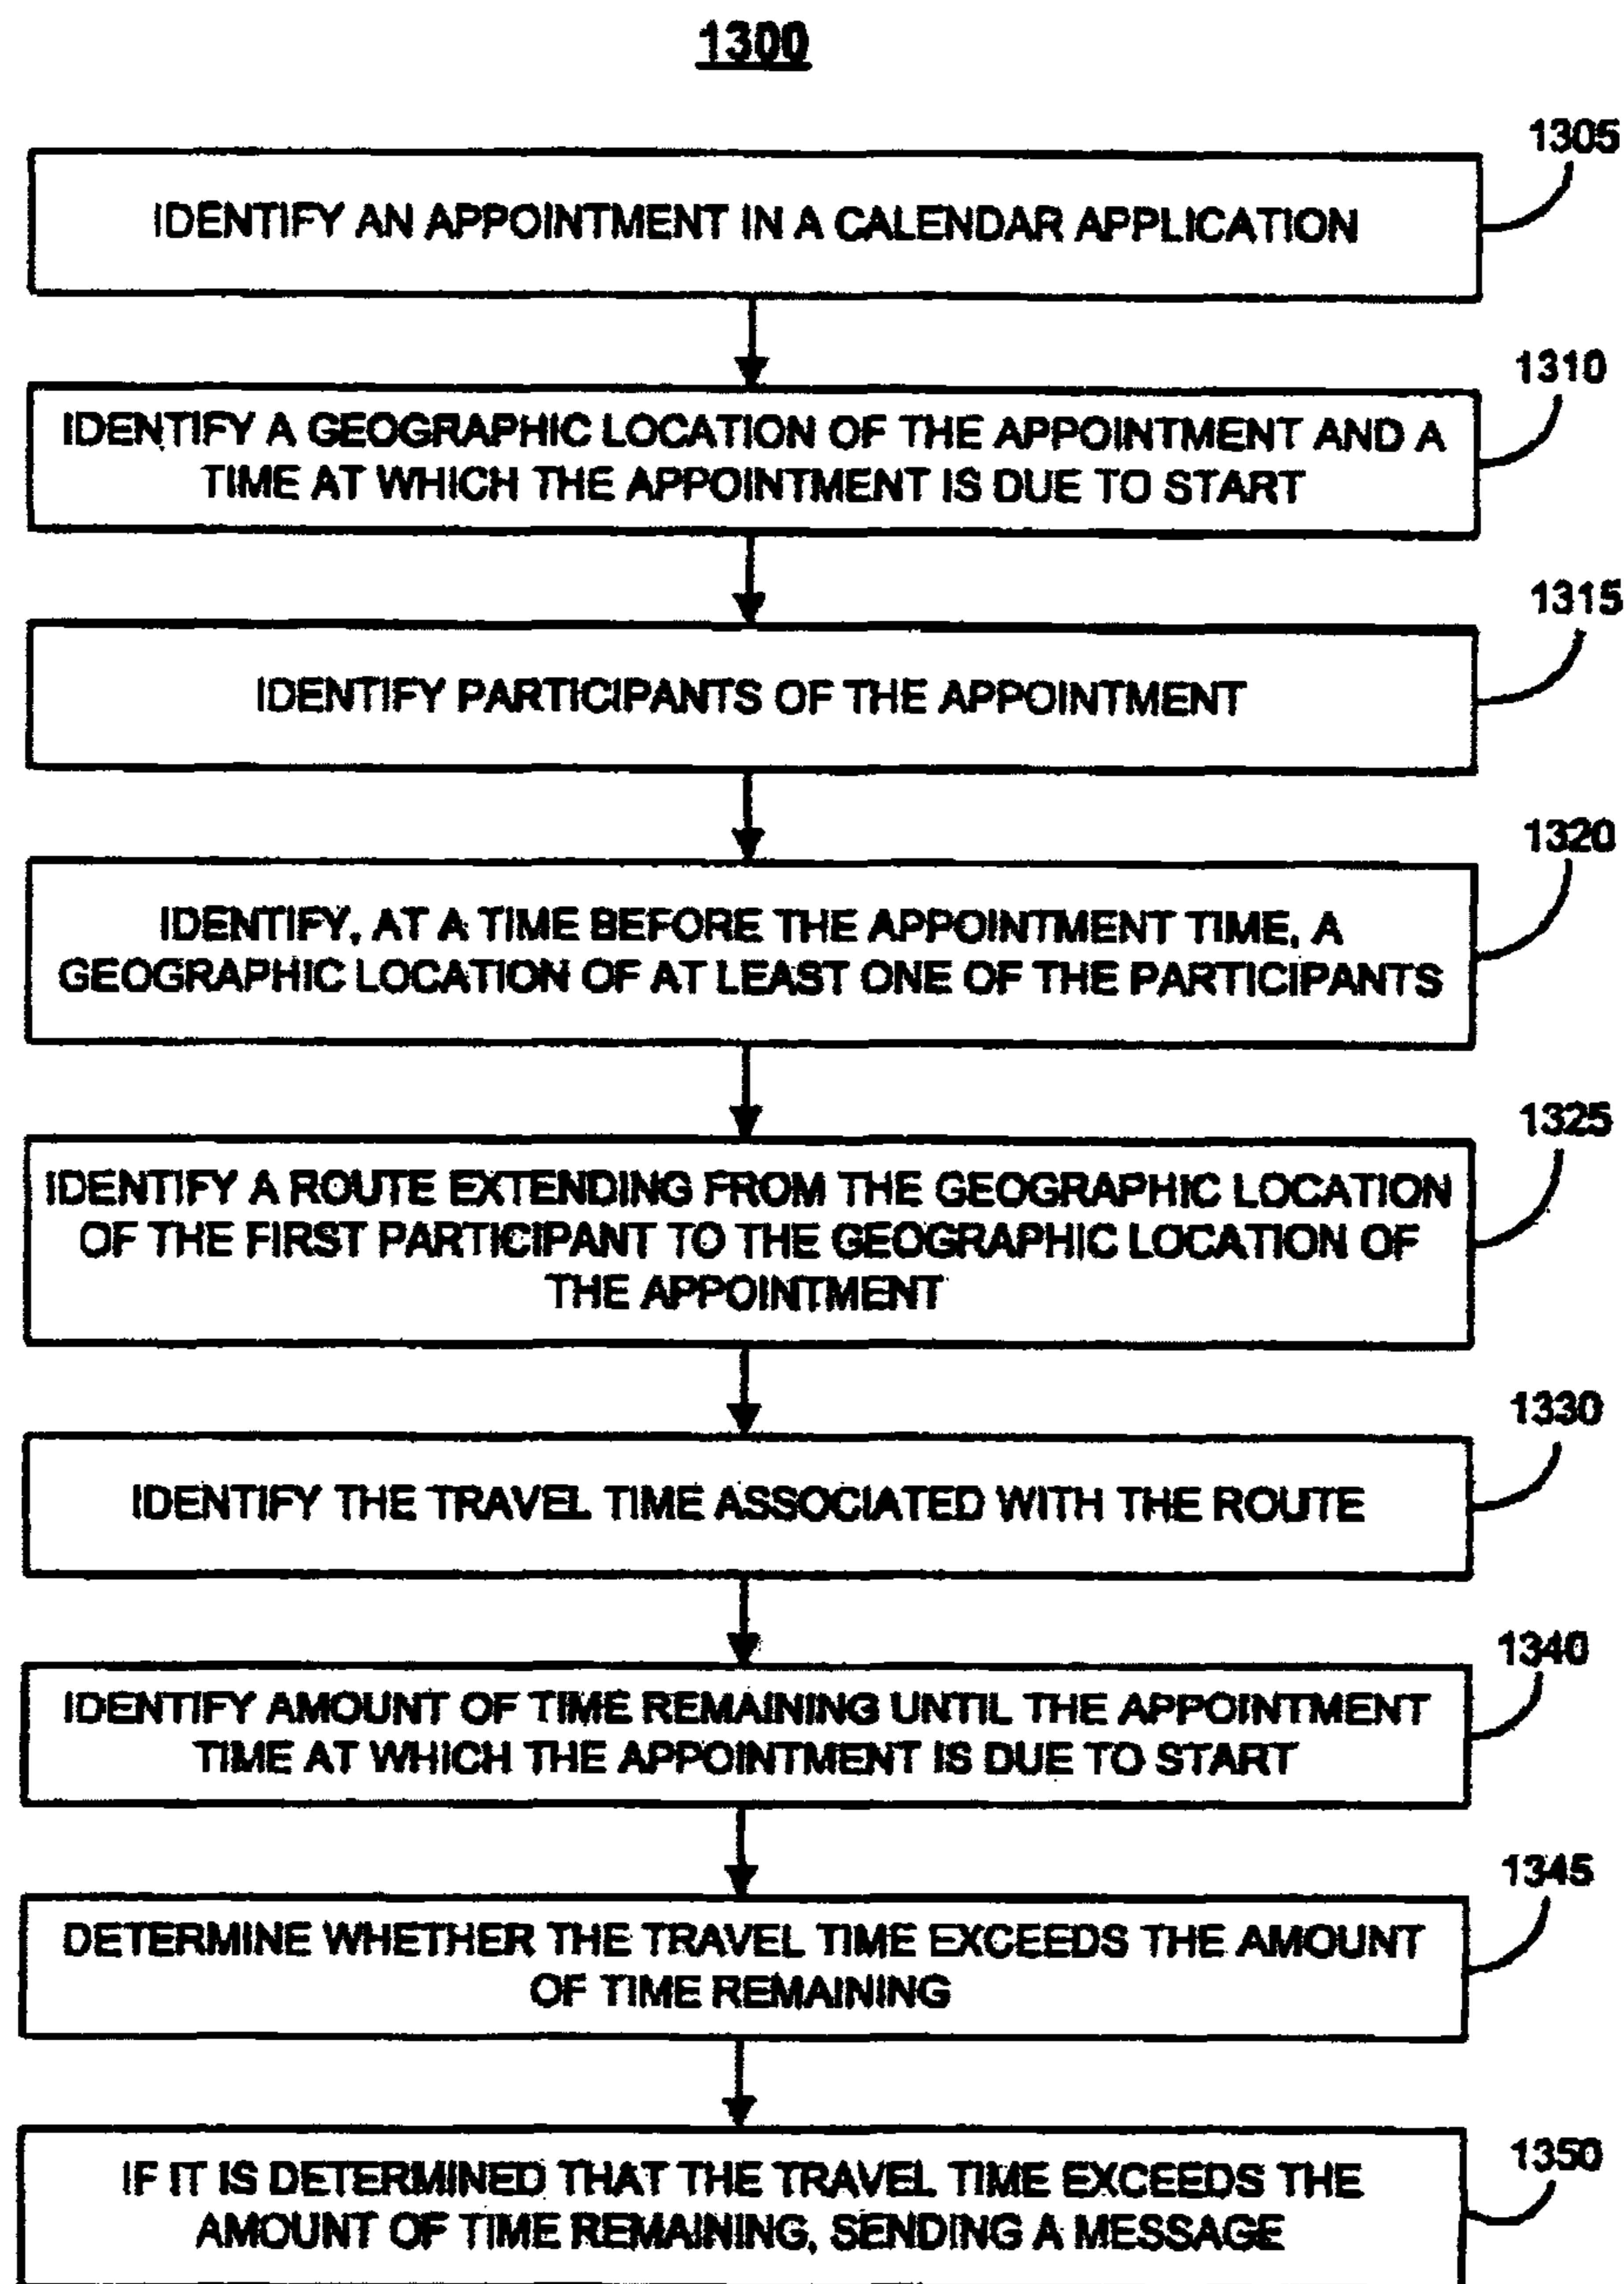 1300
1305
IDENTIFY AN APPOINTMENT IN A CALENDAR APPLICATION
1310
IDENTIFY A GEOGRAPHIC LOCATION OF THE APPOINTMENT AND A
TIME AT WHICH THE APPOINTMENT IS DUE TO START
1315
IDENTIFY PARTICIPANTS OF THE APPOINTMENT
1320
IDENTIFY, AT A TIME BEFORE THE APPOINTMENT TIME, A
GEOGRAPHIC LOCATION OF AT LEAST ONE OF THE PARTICIPANTS
1325
IDENTIFY A ROUTE EXTENDING FROM THE GEOGRAPHIC LOCATION
OF THE FIRST PARTICIPANT TO THE GEOGRAPHIC LOCATION OF
THE APPOINTMENT
1330
IDENTIFY THE TRAVEL TIME ASSOCIATED WITH THE ROUTE
1340
IDENTIFY AMOUNT OF TIME REMAINING UNTIL THE APPOINTMENT
TIME AT WHICH THE APPOINTMENT IS DUE TO START
1345
DETERMINE WHETHER THE TRAVEL TIME EXCEEDS THE AMOUNT
OF TIME REMAINING
1350
IF IT IS DETERMINED THAT THE TRAVEL TIME EXCEEDS THE
AMOUNT OF TIME REMAINING, SENDING A MESSAGE